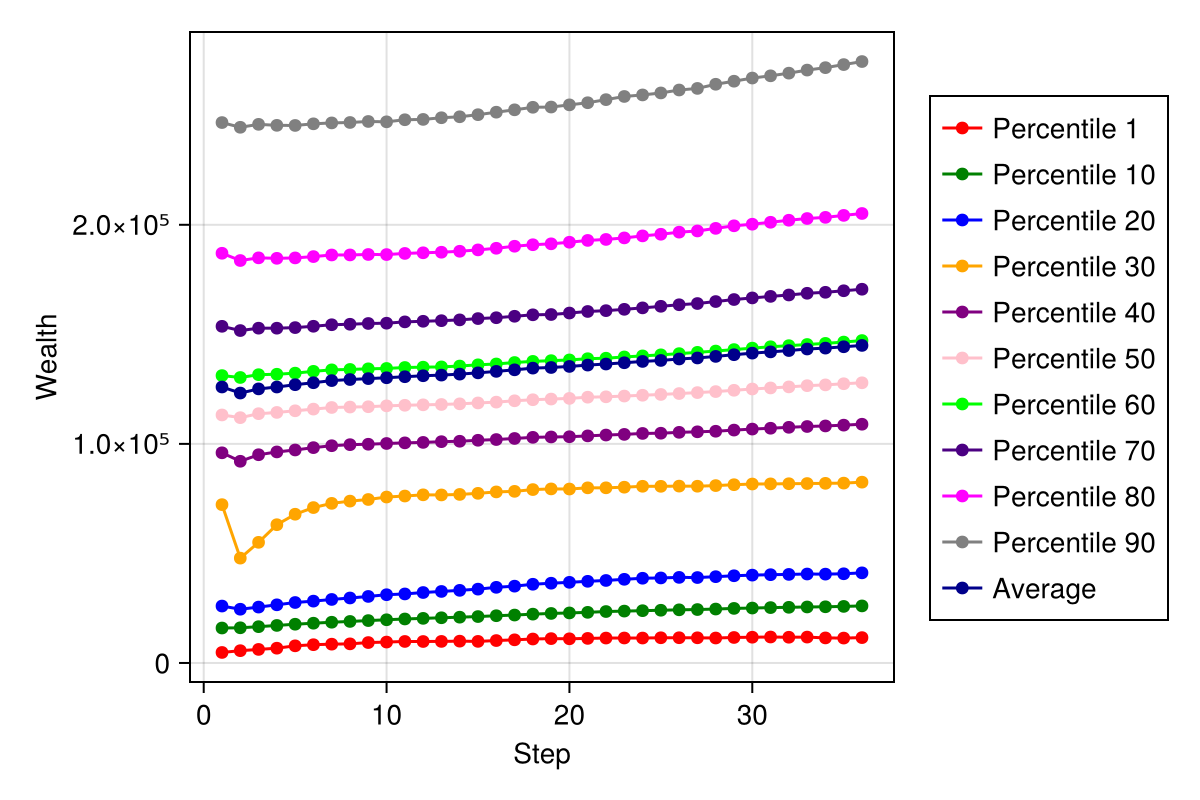 2.0×10⁵
1.0×10⁵
0
Wealth
0 10 20 30
Step
Percentile 1
Percentile 10
Percentile 20
Percentile 30
Percentile 40
Percentile 50
Percentile 60
Percentile 70
Percentile 80
Percentile 90
Average